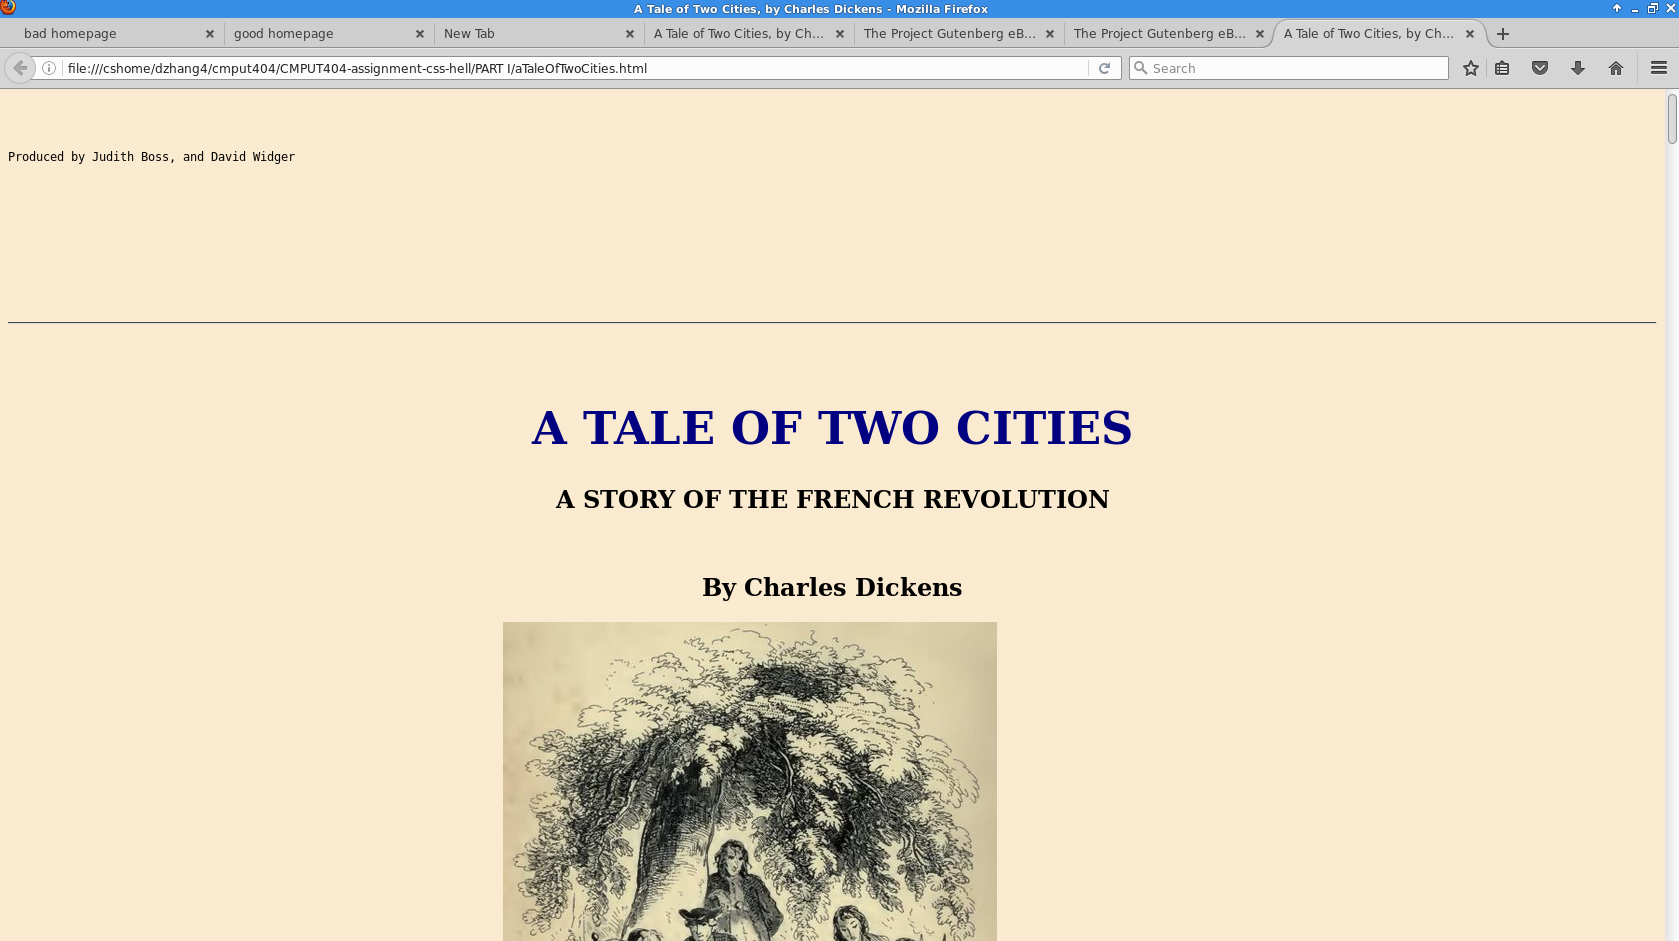 A Tale of Two Cities, by Charles Dickens - Mozilla Firefox
bad homepage
good homepage
New Tab
A Tale of Two Cities, by Ch...
The Project Gutenberg eB...
The Project Gutenberg eB...
A Tale of Two Cities, by Ch...
file:///cshome/dzhang4/cmput404/CMPUT404-assignment-css-hell/PART I/aTaleOfTwoCities.html
Search
Produced by Judith Boss, and David Widger
A TALE OF TWO CITIES
A STORY OF THE FRENCH REVOLUTION
By Charles Dickens